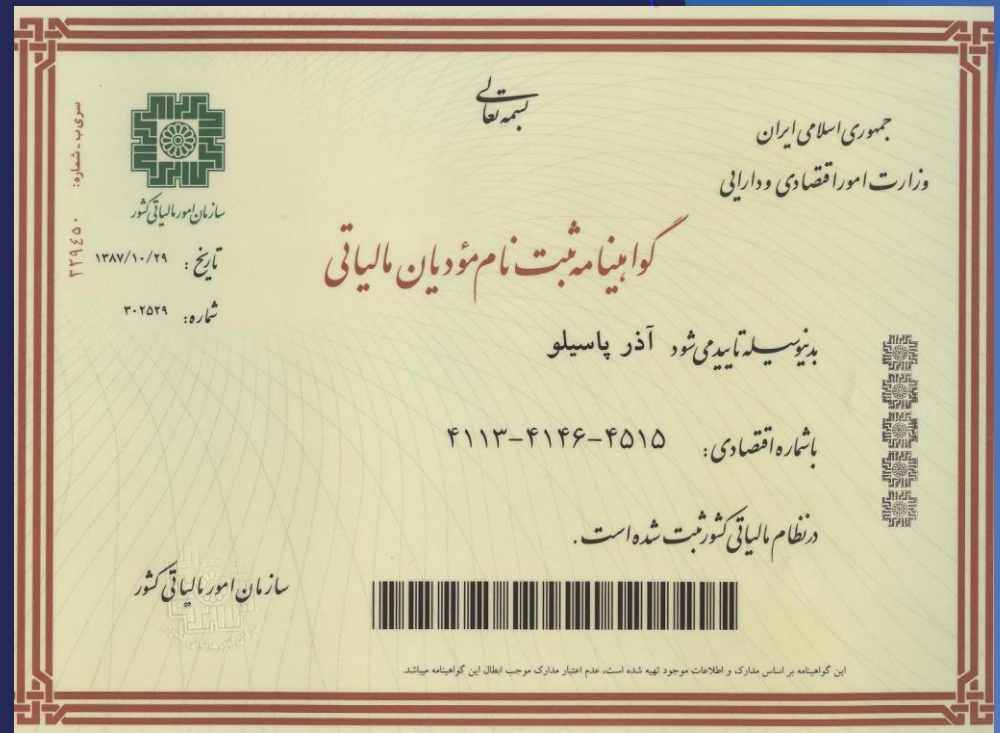 بسمه تعالی
جمهوری اسلامی ایران
وزارت امور اقتصادی و دارایی
سازمان امور مالیاتی کشور
سری ب - شماره: ۳۲۹۴۵۰
تاریخ : ۱۳۸۷/۱۰/۲۹
شماره: ۳۰۲۵۲۹
گواهینامه ثبت نام مؤدیان مالیاتی
بدینوسیله تایید می شود آذر پاسیلو
باشماره اقتصادی: ۴۱۱۳-۴۱۴۶-۴۵۱۵
درنظام مالیاتی کشور ثبت شده است.
سازمان امور مالیاتی کشور
این گواهینامه بر اساس مدارک و اطلاعات موجود تهیه شده است، عدم اعتبار مدارک موجب ابطال این گواهینامه میباشد.